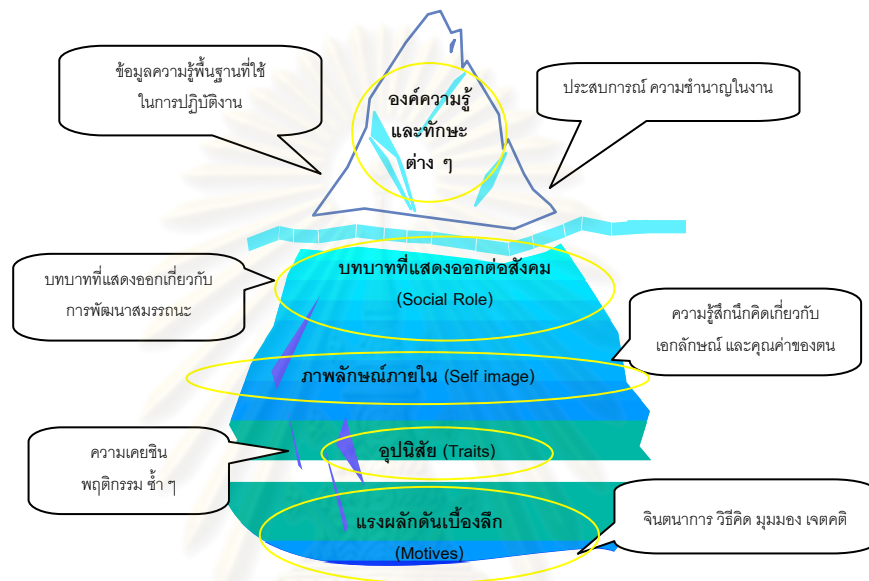 ข้อมูลความรู้พื้นฐานที่ใช้
ในการปฏิบัติงาน
องค์ความรู้
และทักษะ
ต่าง ๆ
ประสบการณ์ ความชำนาญในงาน
บทบาทที่แสดงออกเกี่ยวกับ
การพัฒนาสมรรถนะ
บทบาทที่แสดงออกต่อสังคม
(Social Role)
ความรู้สึกนึกคิดเกี่ยวกับ
เอกลักษณ์ และคุณค่าของตน
ภาพลักษณ์ภายใน (Self image)
ความเคยชิน
พฤติกรรม ซ้ำ ๆ
อุปนิสัย (Traits)
แรงผลักดันเบื้องลึก
(Motives)
จินตนาการ วิธีคิด มุมมอง เจตคติ